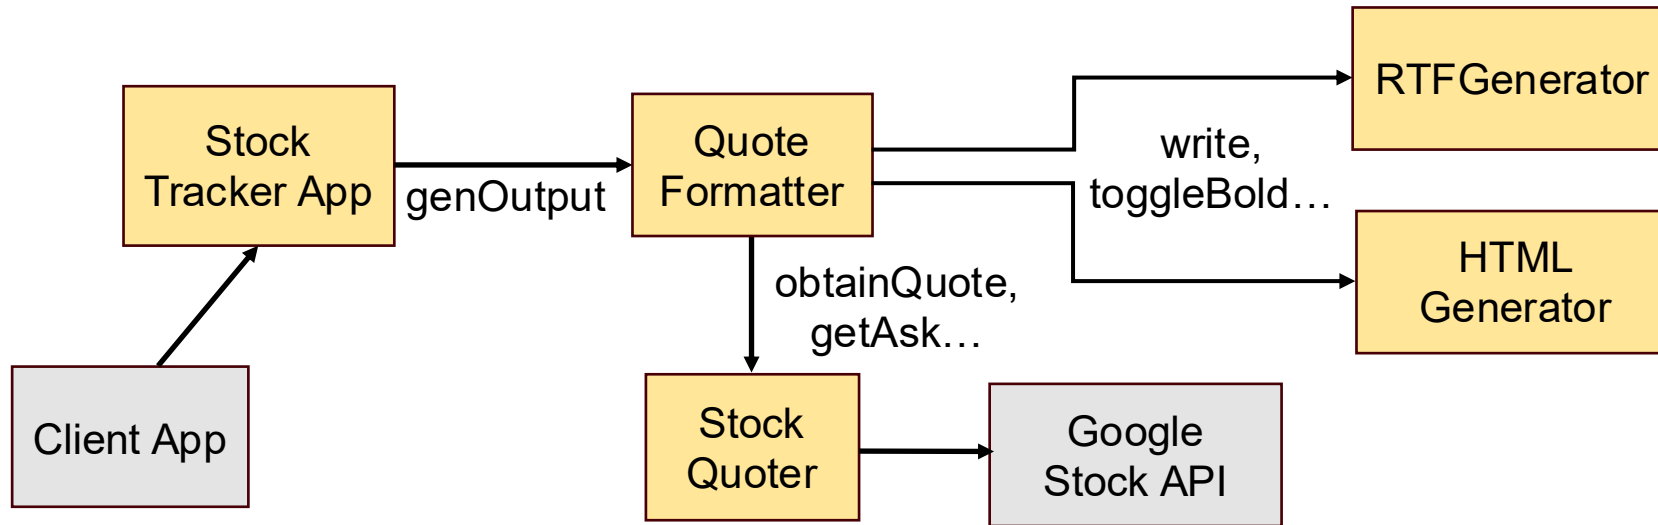 Stock
Tracker App
genOutput
Quote
Formatter
write,
toggleBold…
RTFGenerator
HTML
Generator
obtainQuote,
getAsk…
Client App
Stock
Quoter
Google
Stock API